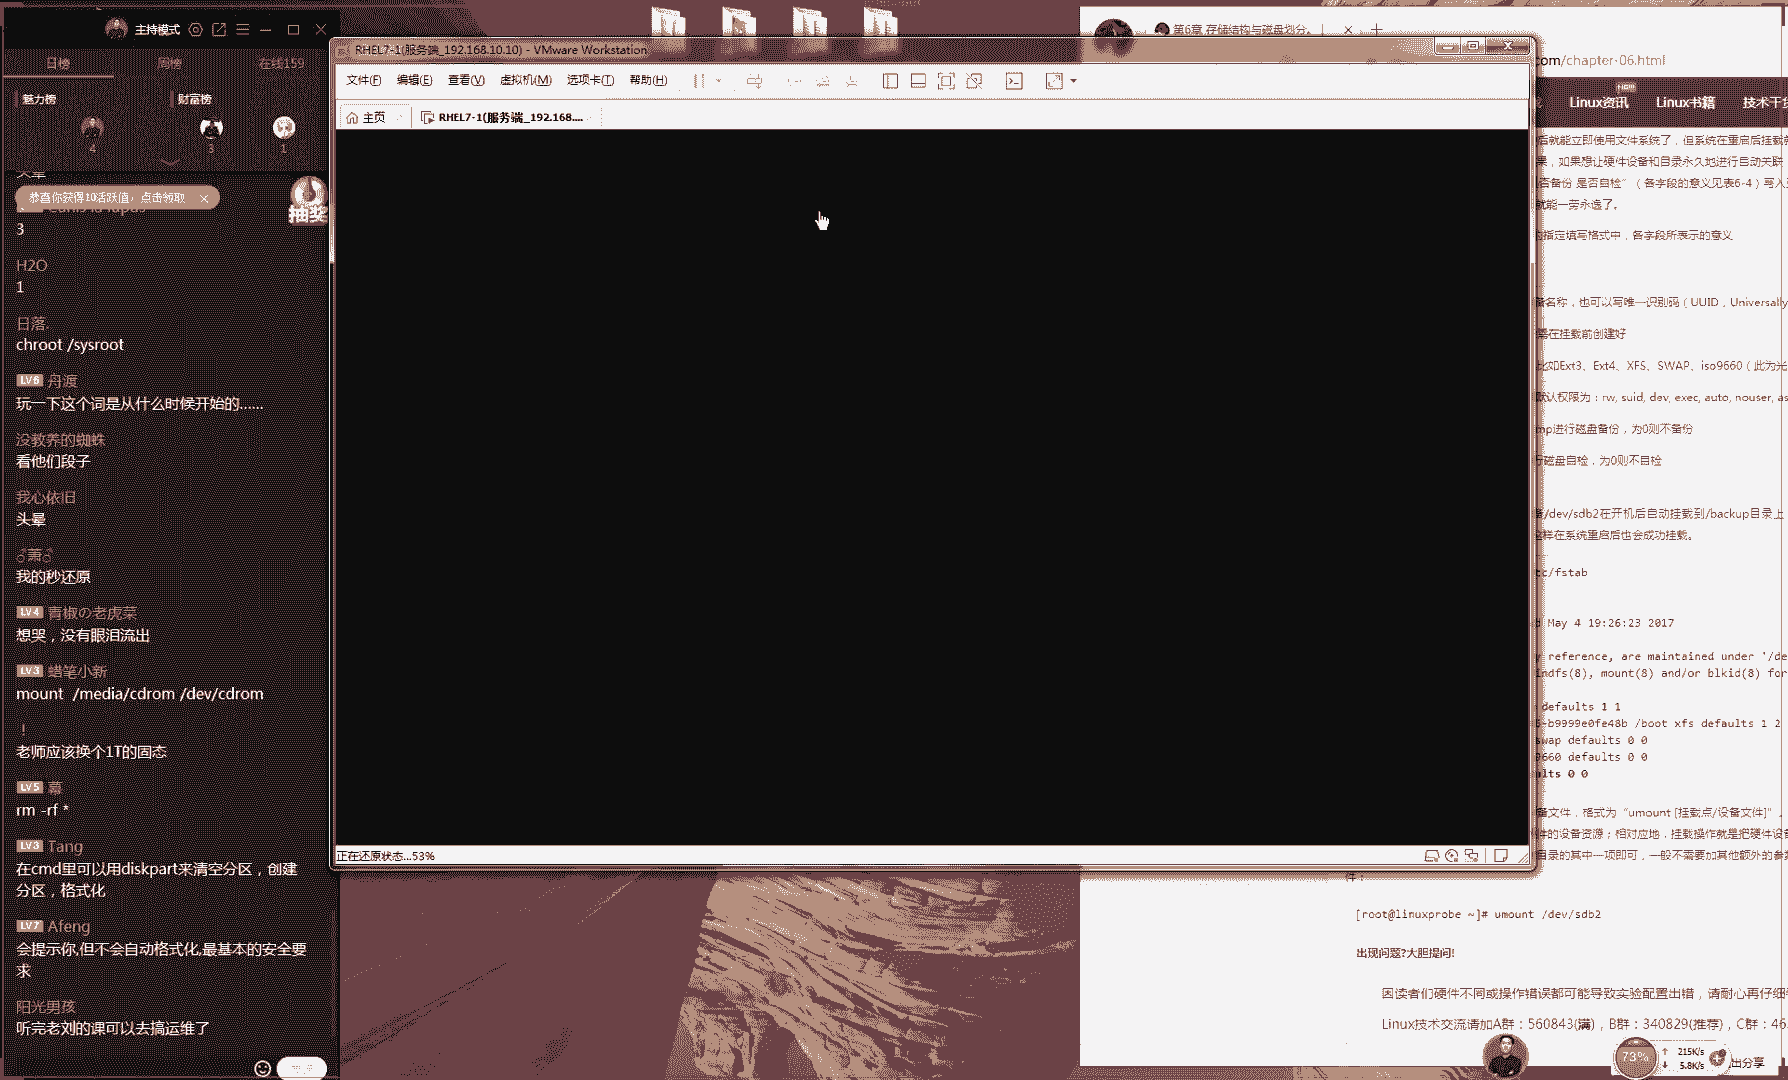 主持模式
日榜 周榜 在线159
魅力榜 财富榜
4 3 1
恭喜你获得10活跃值，点击领取 ×
抽奖
3
H2O
1
日落.
chroot /sysroot
LV6 舟渡
玩一下这个词是从什么时候开始的......
没教养的蜘蛛
看他们段子
我心依旧
头晕
♂萧♂
我的秒还原
LV4 青椒の老虎菜
想哭，没有眼泪流出
LV3 蜡笔小新
mount /media/cdrom /dev/cdrom
！
老师应该换个1T的固态
LV5 幕
rm -rf *
LV3 Tang
在cmd里可以用diskpart来清空分区，创建
分区，格式化
LV7 Afeng
会提示你,但不会自动格式化,最基本的安全要
求
阳光男孩
听完老刘的课可以去搞运维了
RHEL7-1(服务端_192.168.10.10) - VMware Workstation
文件(F) 编辑(E) 查看(V) 虚拟机(M) 选项卡(T) 帮助(H)
主页 RHEL7-1(服务端_192.168....
正在还原状态...53%
第6章 存储结构与磁盘划分。
com/chapter-06.html
NEW
Linux资讯 Linux书籍 技术干
后就能立即使用文件系统了，但系统在重启后挂载
果，如果想让硬件设备和目录永久地进行自动关联
否备份 是否自检”（各字段的意义见表6-4）写入
就能一劳永逸了。
的指定填写格式中，各字段所表示的意义
备名称，也可以写唯一识别码（UUID，Universally
需在挂载前创建好
比如Ext3、Ext4、XFS、SWAP、iso9660（此为光
默认权限为：rw, suid, dev, exec, auto, nouser, as
mp进行磁盘备份，为0则不备份
行磁盘自检，为0则不自检
备/dev/sdb2在开机后自动挂载到/backup目录上
这样在系统重启后也会成功挂载。
tc/fstab
d May 4 19:26:23 2017
y reference, are maintained under '/de
indfs(8), mount(8) and/or blkid(8) for
defaults 1 1
-b9999e0fe48b /boot xfs defaults 1 2
swap defaults 0 0
9660 defaults 0 0
ults 0 0
备文件，格式为“umount [挂载点/设备文件]”
件的设备资源；相对应地，挂载操作就是把硬件设备
目录的其中一项即可，一般不需要加其他额外的参数
件：
[root@linuxprobe ~]# umount /dev/sdb2
出现问题?大胆提问!
因读者们硬件不同或操作错误都可能导致实验配置出错，请耐心再仔细
Linux技术交流请加A群：560843(满)，B群：340829(推荐)，C群：46
73% 215K/s
5.8K/s
出分享